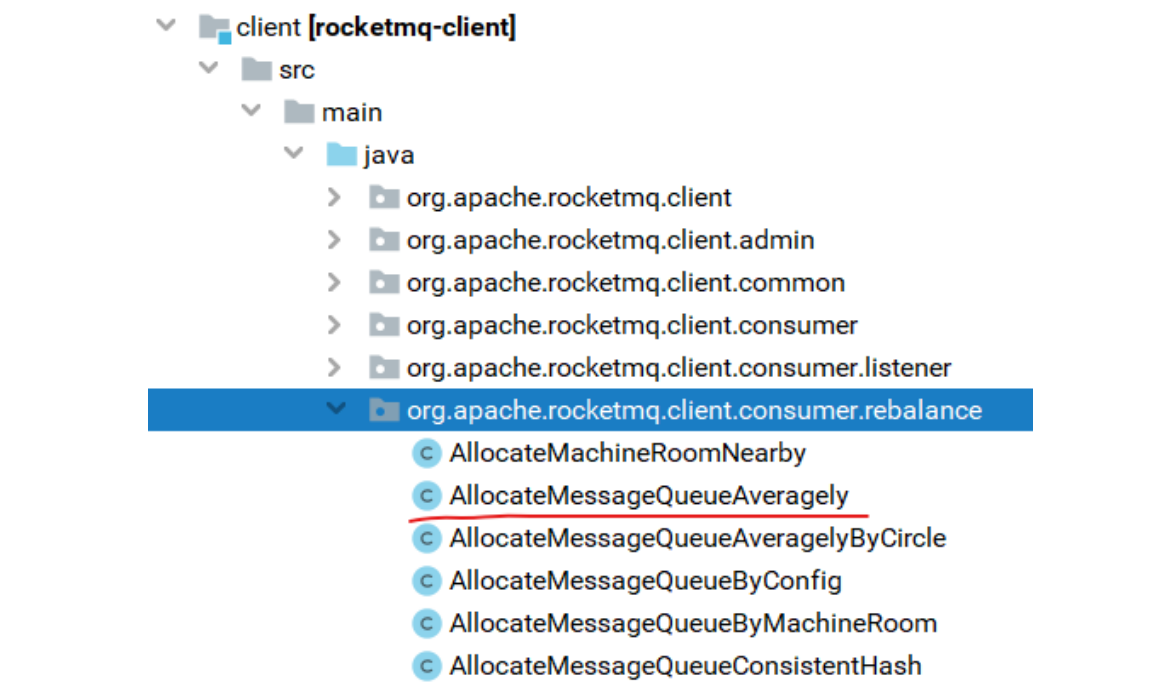 client [rocketmq-client]
src
main
java
org.apache.rocketmq.client
org.apache.rocketmq.client.admin
org.apache.rocketmq.client.common
org.apache.rocketmq.client.consumer
org.apache.rocketmq.client.consumer.listener
org.apache.rocketmq.client.consumer.rebalance
C AllocateMachineRoomNearby
C AllocateMessageQueueAveragely
C AllocateMessageQueueAveragelyByCircle
C AllocateMessageQueueByConfig
C AllocateMessageQueueByMachineRoom
C AllocateMessageQueueConsistentHash